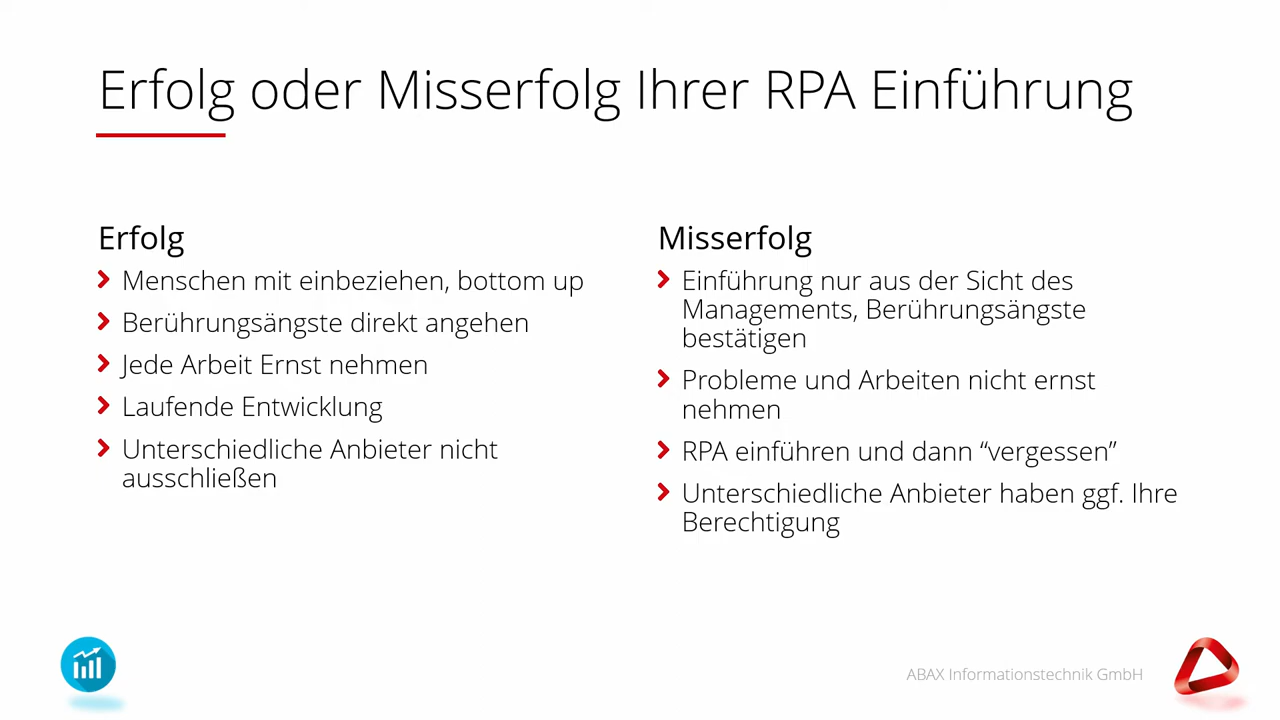 Erfolg oder Misserfolg Ihrer RPA Einführung
Erfolg
Menschen mit einbeziehen, bottom up
Berührungsängste direkt angehen
Jede Arbeit Ernst nehmen
Laufende Entwicklung
Unterschiedliche Anbieter nicht
ausschließen
Misserfolg
Einführung nur aus der Sicht des
Managements, Berührungsängste
bestätigen
Probleme und Arbeiten nicht ernst
nehmen
RPA einführen und dann “vergessen”
Unterschiedliche Anbieter haben ggf. Ihre
Berechtigung
ABAX Informationstechnik GmbH